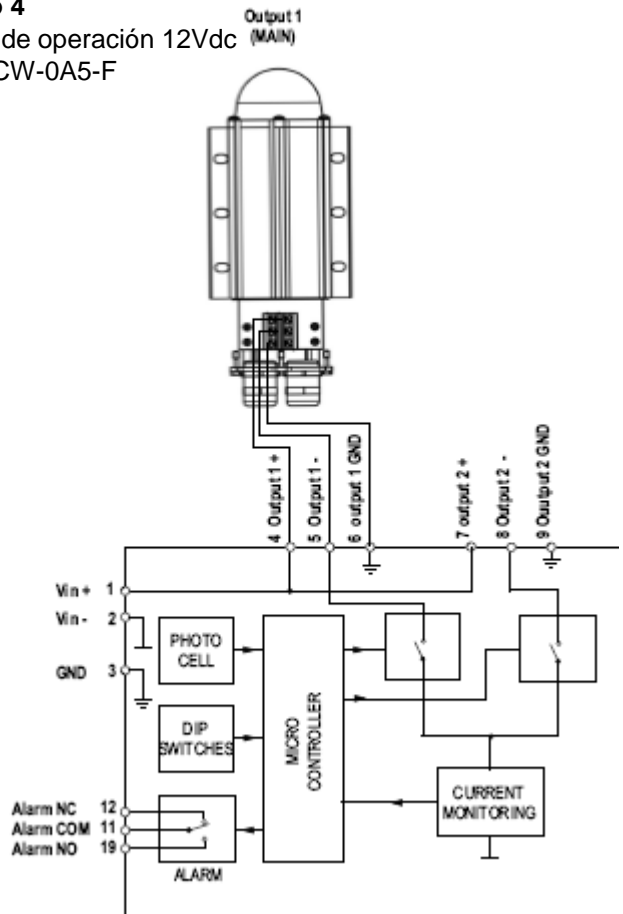 4
de operación 12Vdc
CW-0A5-F
Output 1
(MAIN)
4 Output 1 +
5 Output 1 -
6 output 1 GND
7 output 2 +
8 Output 2 -
9 Ouutput 2 GND
Vin + 1
Vin - 2
GND 3
PHOTO
CELL
DIP
SWITCHES
MICRO
CONTROLLER
CURRENT
MONITORING
Alarm NC 12
Alarm COM 11
Alarm NO 19
ALARM